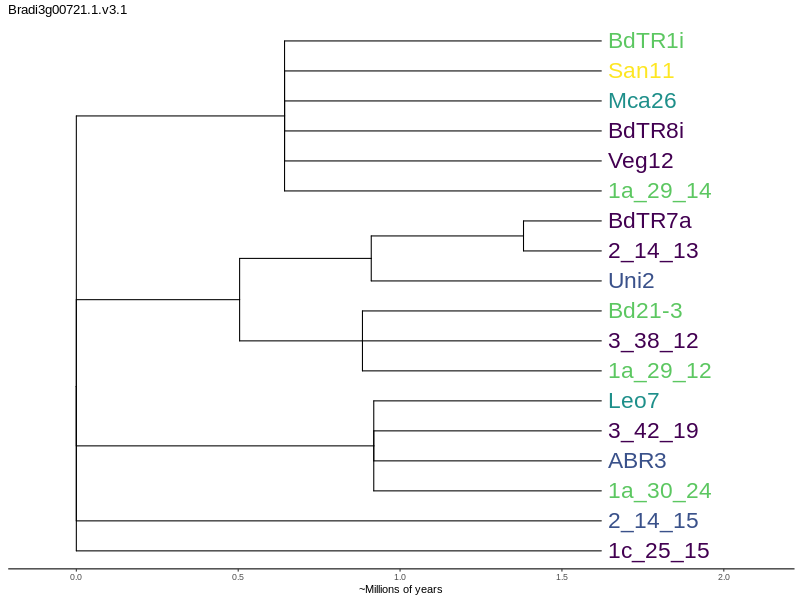 Bradi3g00721.1.v3.1
BdTR1i
San11
Mca26
BdTR8i
Veg12
1a_29_14
BdTR7a
2_14_13
Uni2
Bd21-3
3_38_12
1a_29_12
Leo7
3_42_19
ABR3
1a_30_24
2_14_15
1c_25_15
0.0 0.5 1.0 1.5 2.0
~Millions of years